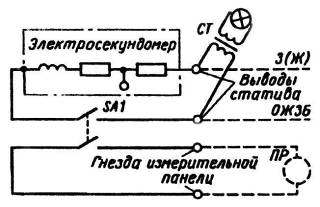 Электросекундомер
СТ
З(Ж)
Выводы
статива
SA1
ОЖЗБ
ПР
Гнезда измерительной
панели